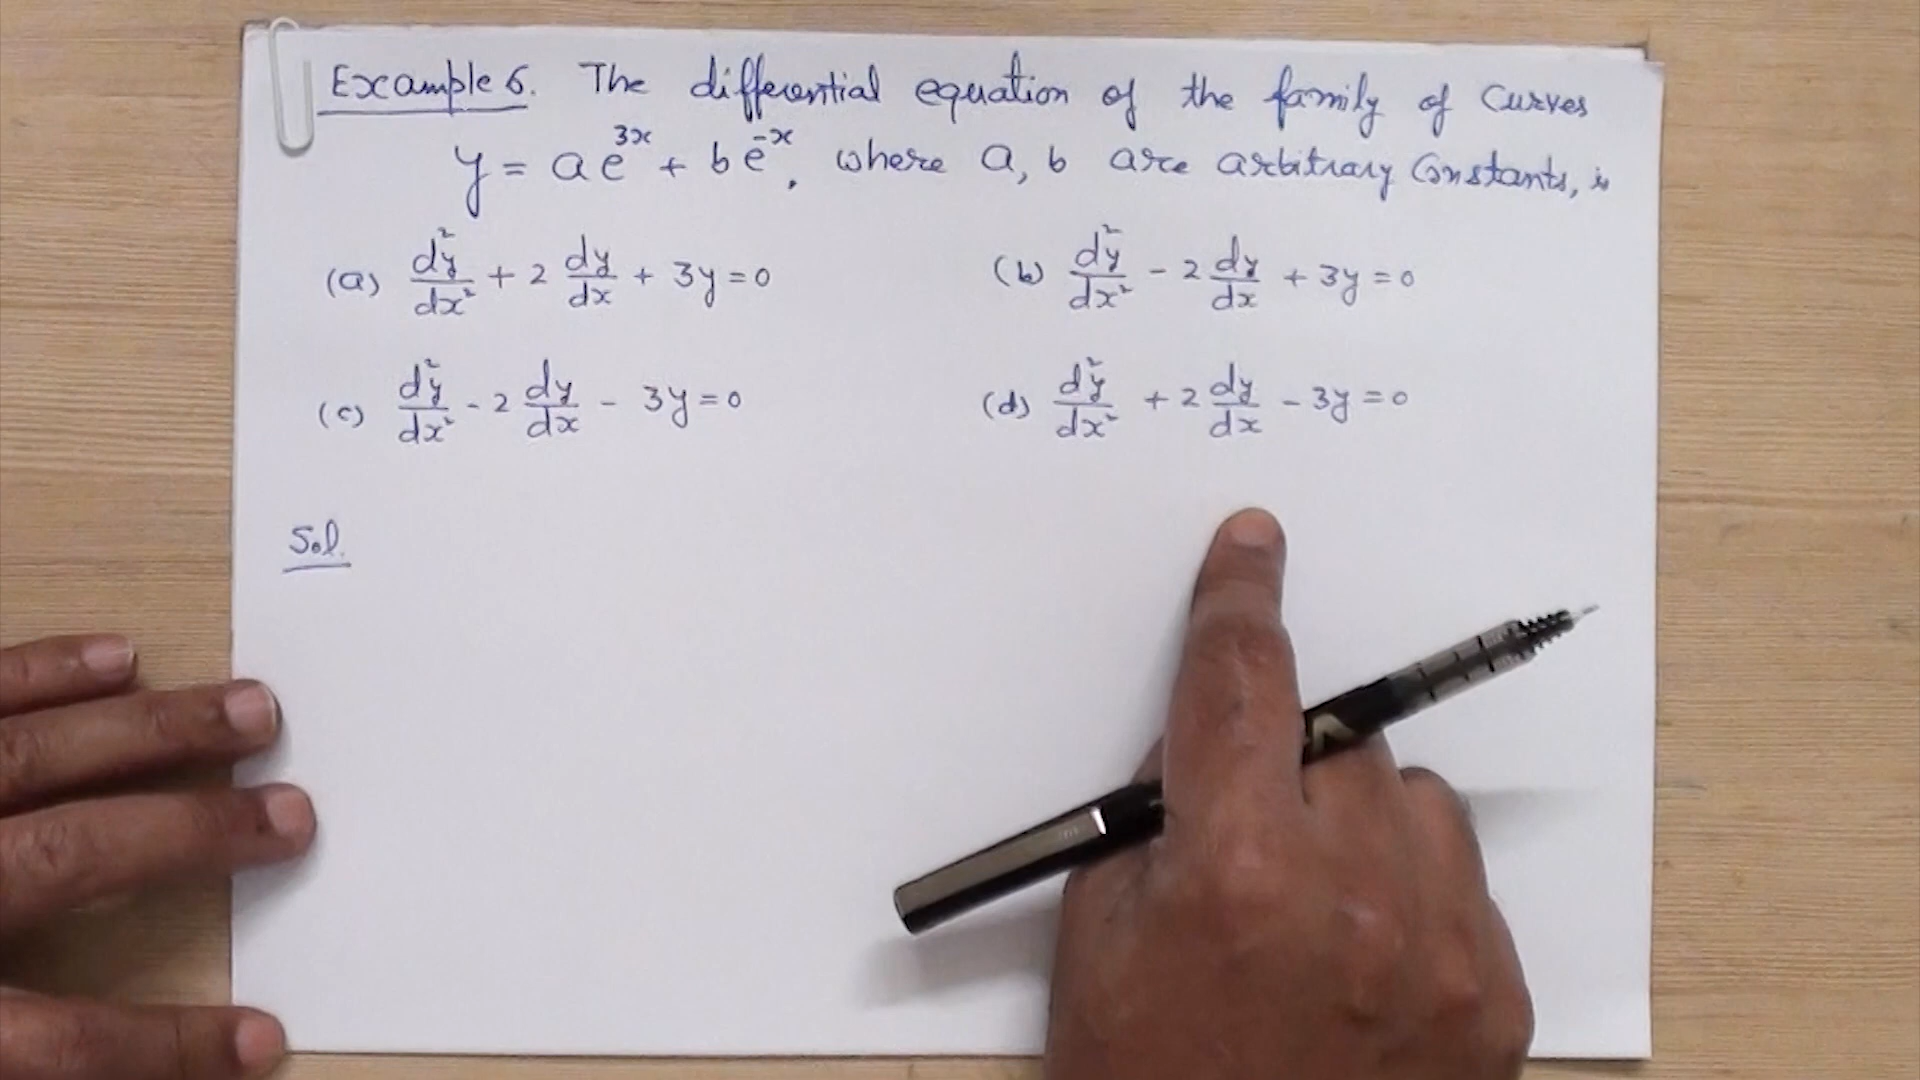 Example 6. The differential equation of the family of Curves
y = ae^{3x} + be^{-x}, where a, b are arbitrary Constants, is
(a) d²y/dx² + 2 dy/dx + 3y = 0 (b) d²y/dx² - 2 dy/dx + 3y = 0
(c) d²y/dx² - 2 dy/dx - 3y = 0 (d) d²y/dx² + 2 dy/dx - 3y = 0
Sol.